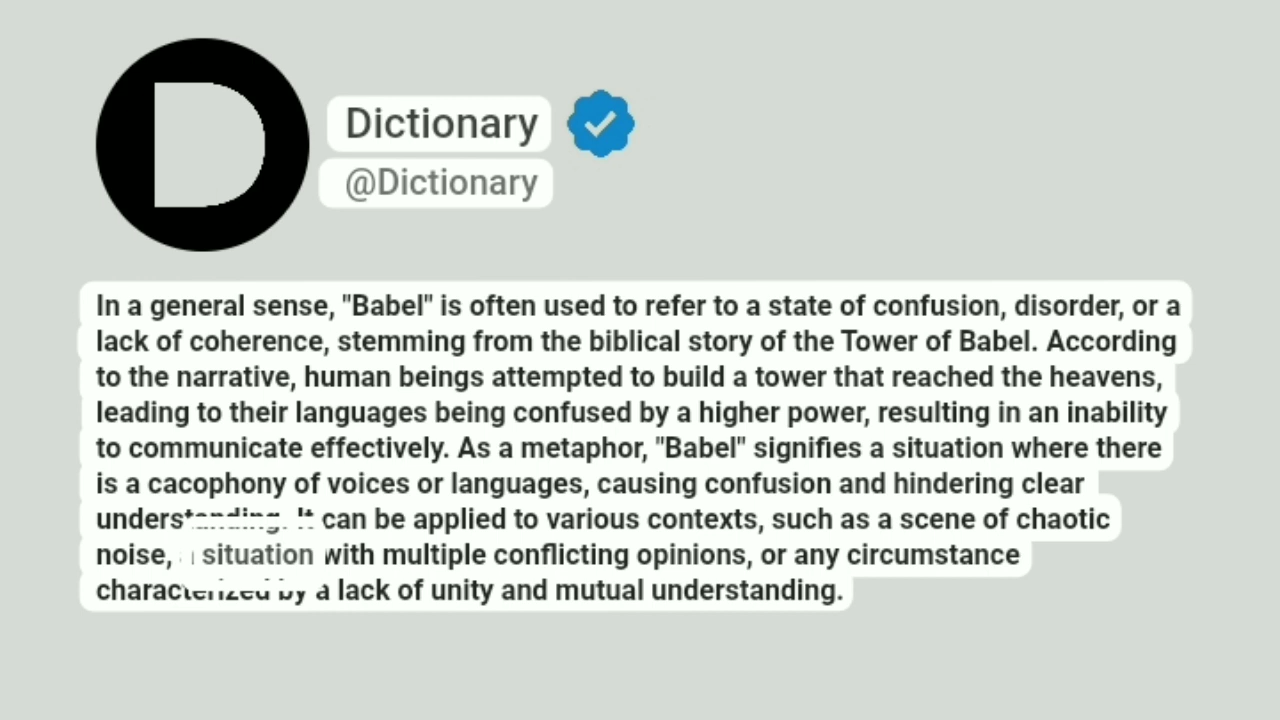 D
Dictionary
@Dictionary
In a general sense, "Babel" is often used to refer to a state of confusion, disorder, or a
lack of coherence, stemming from the biblical story of the Tower of Babel. According
to the narrative, human beings attempted to build a tower that reached the heavens,
leading to their languages being confused by a higher power, resulting in an inability
to communicate effectively. As a metaphor, "Babel" signifies a situation where there
is a cacophony of voices or languages, causing confusion and hindering clear
understanding. It can be applied to various contexts, such as a scene of chaotic
noise, a situation with multiple conflicting opinions, or any circumstance
characterized by a lack of unity and mutual understanding.